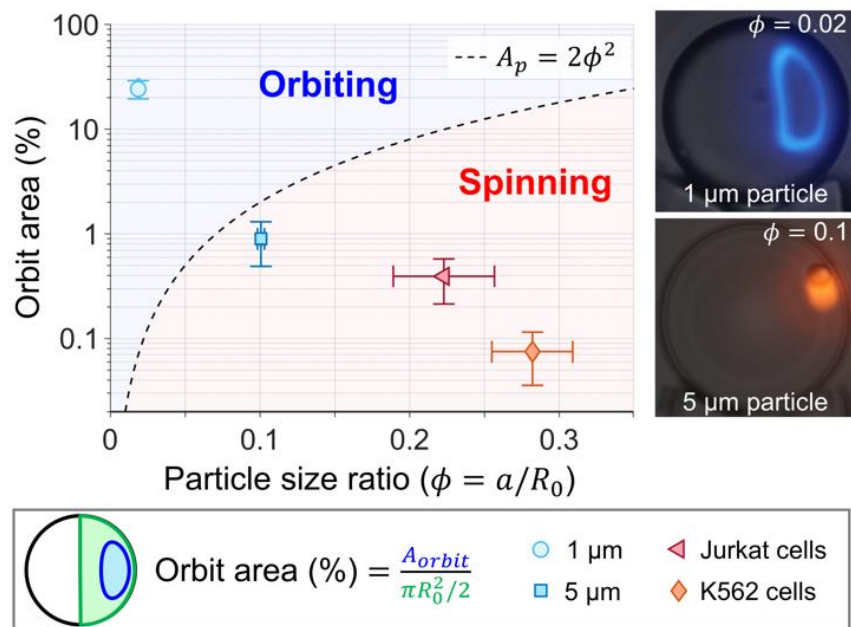 100
10
1
0.1
Orbit area (%)
Orbiting
Spinning
A_p = 2ϕ^2
0
0.1
0.2
0.3
Particle size ratio (ϕ = a/R_0)
ϕ = 0.02
1 μm particle
ϕ = 0.1
5 μm particle
Orbit area (%) = A_orbit / πR_0^2/2
1 μm
Jurkat cells
5 μm
K562 cells